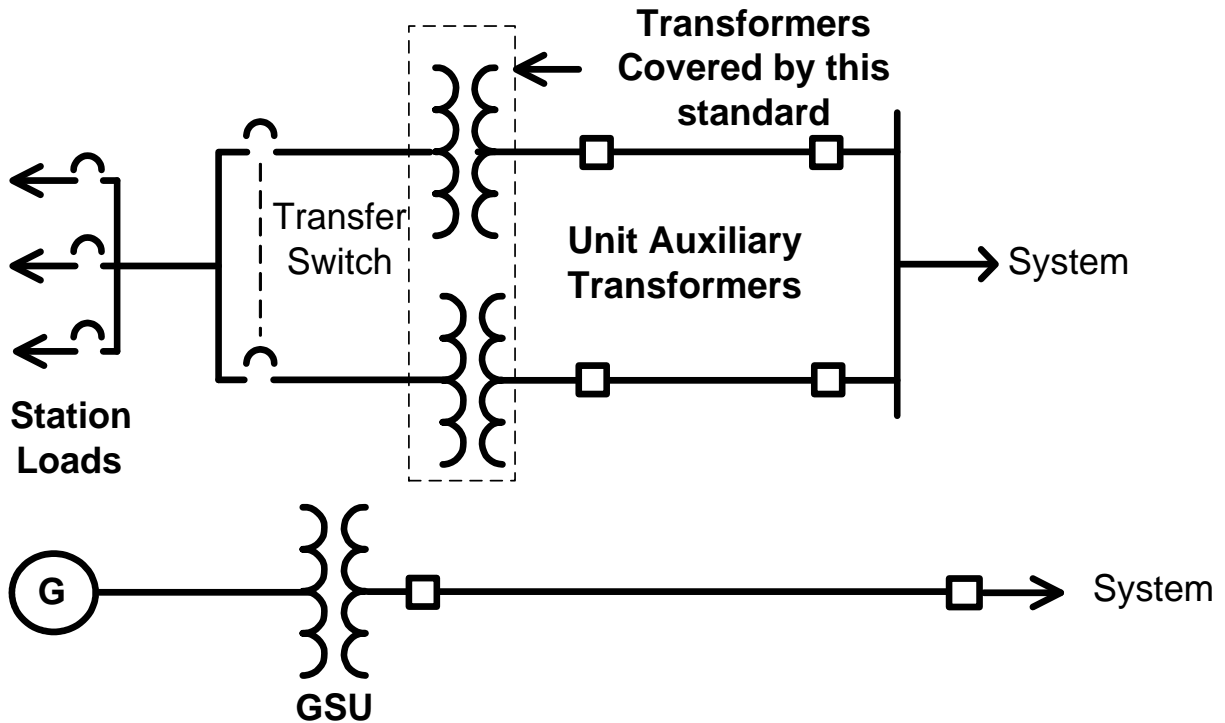 Transformers
Covered by this
standard
Transfer
Switch
Unit Auxiliary
Transformers
System
Station
Loads
G
System
GSU